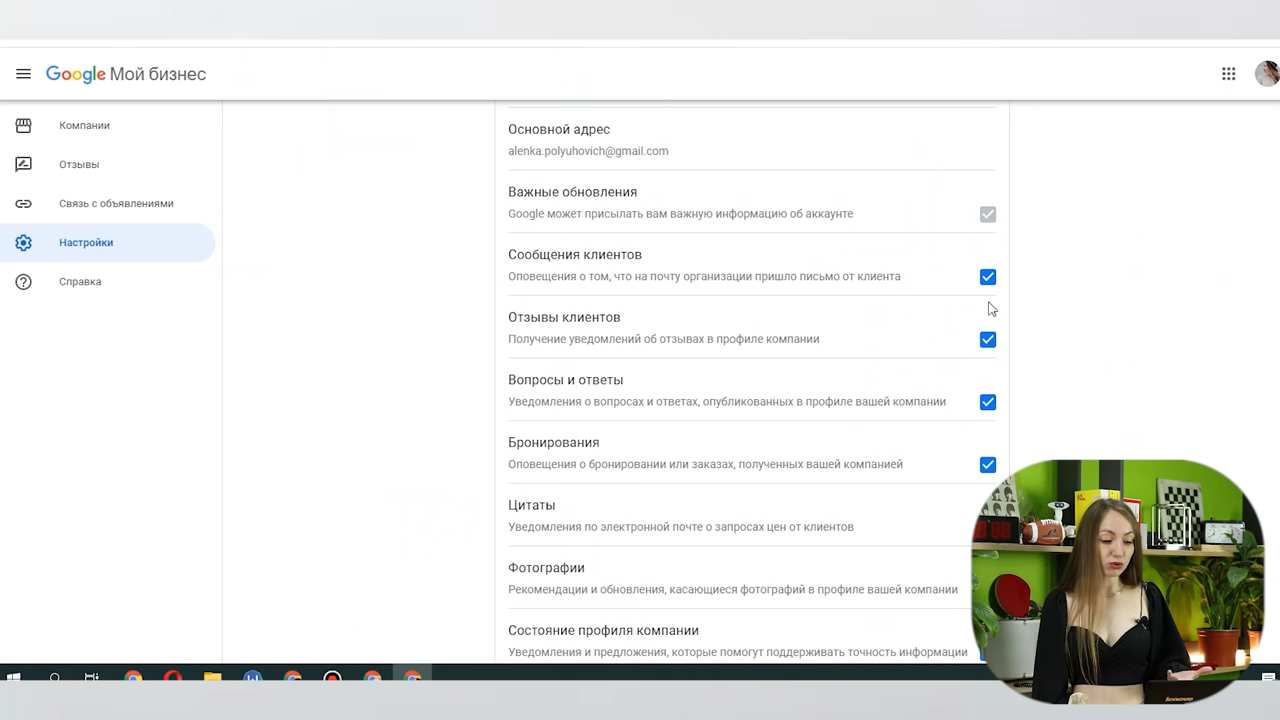 Google Мой бизнес
Компании
Отзывы
Связь с объявлениями
Настройки
Справка
Основной адрес
alenka.polyuhovich@gmail.com
Важные обновления
Google может присылать вам важную информацию об аккаунте
Сообщения клиентов
Оповещения о том, что на почту организации пришло письмо от клиента
Отзывы клиентов
Получение уведомлений об отзывах в профиле компании
Вопросы и ответы
Уведомления о вопросах и ответах, опубликованных в профиле вашей компании
Бронирования
Оповещения о бронировании или заказах, полученных вашей компанией
Цитаты
Уведомления по электронной почте о запросах цен от клиентов
Фотографии
Рекомендации и обновления, касающиеся фотографий в профиле вашей компании
Состояние профиля компании
Уведомления и предложения, которые помогут поддерживать точность информации